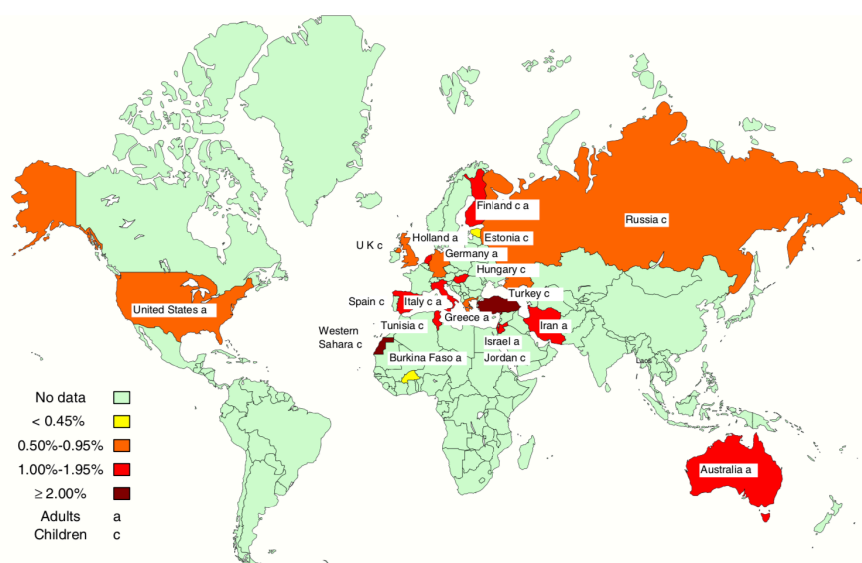 Finland c a
Russia c
Holland a
Estonia c
U K c
Germany a
Hungary c
Turkey c
Spain c
Italy c a
United States a
Greece a
Tunisia c
Iran a
Western
Sahara c
Israel a
Burkina Faso a
Jordan c
Laos
No data
< 0.45%
0.50%-0.95%
1.00%-1.95%
≥ 2.00%
Adults a
Children c
Australia a